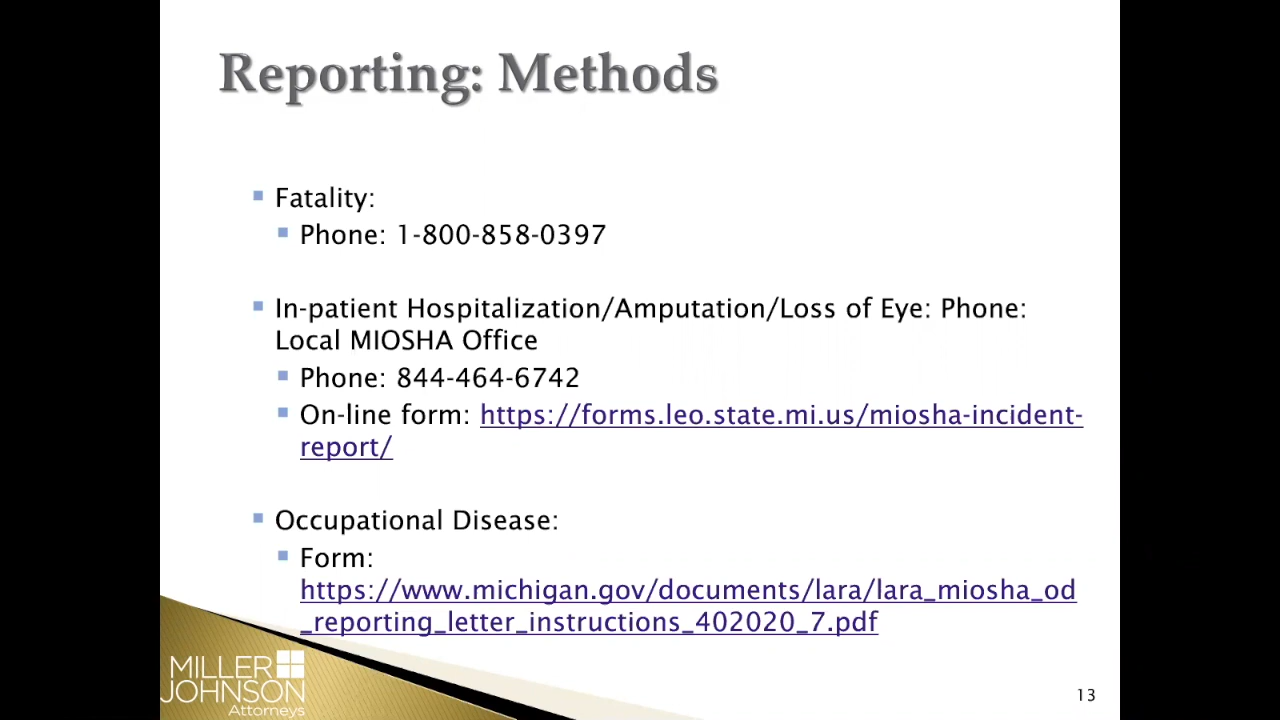 Reporting: Methods
Fatality:
Phone: 1-800-858-0397
In-patient Hospitalization/Amputation/Loss of Eye: Phone:
Local MIOSHA Office
Phone: 844-464-6742
On-line form: https://forms.leo.state.mi.us/miosha-incident-
report/
Occupational Disease:
Form:
https://www.michigan.gov/documents/lara/lara_miosha_od
_reporting_letter_instructions_402020_7.pdf
MILLER
JOHNSON
Attorneys
13